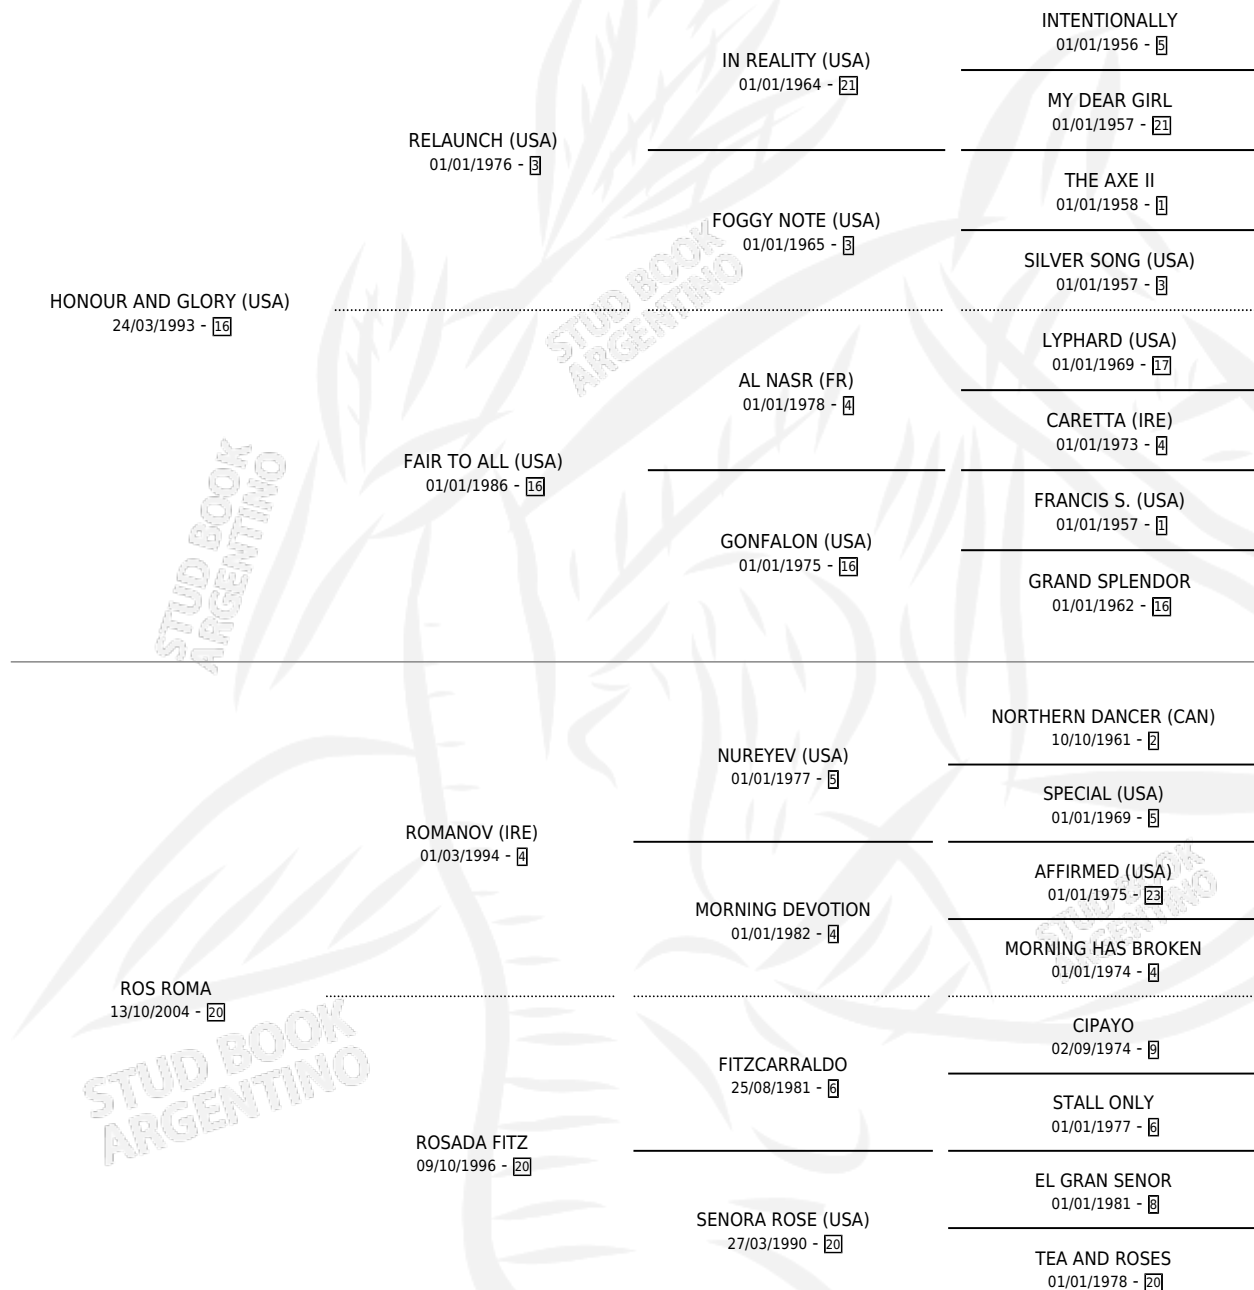 HONOUR AND GLORY (USA)
24/03/1993 - 16
RELAUNCH (USA)
01/01/1976 - 3
FAIR TO ALL (USA)
01/01/1986 - 16
IN REALITY (USA)
01/01/1964 - 21
FOGGY NOTE (USA)
01/01/1965 - 3
AL NASR (FR)
01/01/1978 - 4
GONFALON (USA)
01/01/1975 - 16
INTENTIONALLY
01/01/1956 - 5
MY DEAR GIRL
01/01/1957 - 21
THE AXE II
01/01/1958 - 1
SILVER SONG (USA)
01/01/1957 - 3
LYPHARD (USA)
01/01/1969 - 17
CARETTA (IRE)
01/01/1973 - 4
FRANCIS S. (USA)
01/01/1957 - 1
GRAND SPLENDOR
01/01/1962 - 16
ROS ROMA
13/10/2004 - 20
ROMANOV (IRE)
01/03/1994 - 4
ROSADA FITZ
09/10/1996 - 20
NUREYEV (USA)
01/01/1977 - 5
MORNING DEVOTION
01/01/1982 - 4
FITZCARRALDO
25/08/1981 - 6
SENORA ROSE (USA)
27/03/1990 - 20
NORTHERN DANCER (CAN)
10/10/1961 - 2
SPECIAL (USA)
01/01/1969 - 5
AFFIRMED (USA)
01/01/1975 - 23
MORNING HAS BROKEN
01/01/1974 - 4
CIPAYO
02/09/1974 - 9
STALL ONLY
01/01/1977 - 6
EL GRAN SENOR
01/01/1981 - 8
TEA AND ROSES
01/01/1978 - 20
STUD BOOK
ARGENTINO
STUD BOOK
ARGENTINO
STUD BOOK
ARGENTINO
STUD BOOK
ARGENTINO